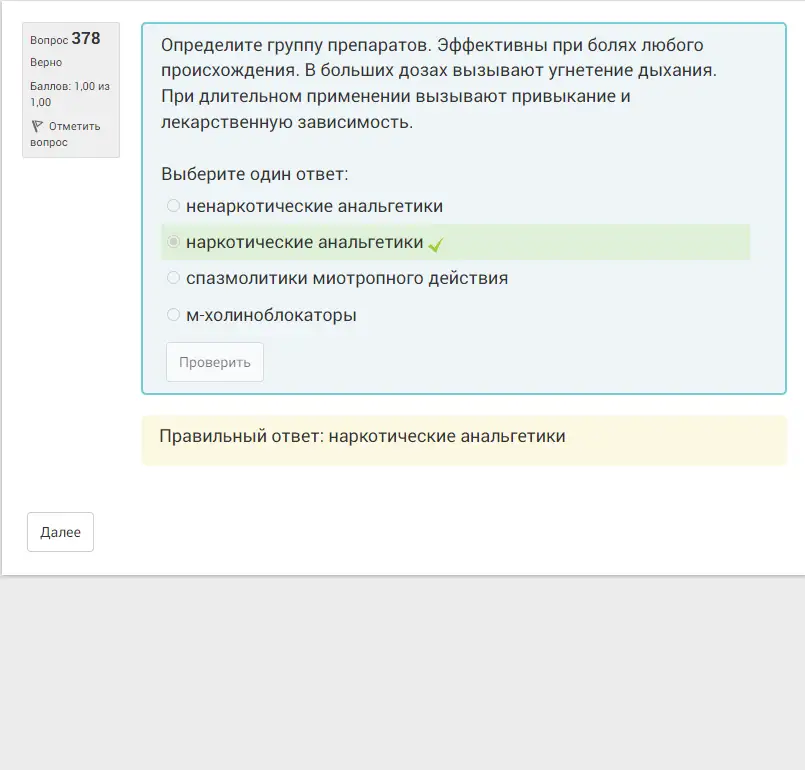 Вопрос 378
Верно
Баллов: 1,00 из
1,00
Отметить
вопрос
Определите группу препаратов. Эффективны при болях любого
происхождения. В больших дозах вызывают угнетение дыхания.
При длительном применении вызывают привыкание и
лекарственную зависимость.
Выберите один ответ:
ненаркотические анальгетики
наркотические анальгетики
спазмолитики миотропного действия
м-холиноблокаторы
Проверить
Правильный ответ: наркотические анальгетики
Далее